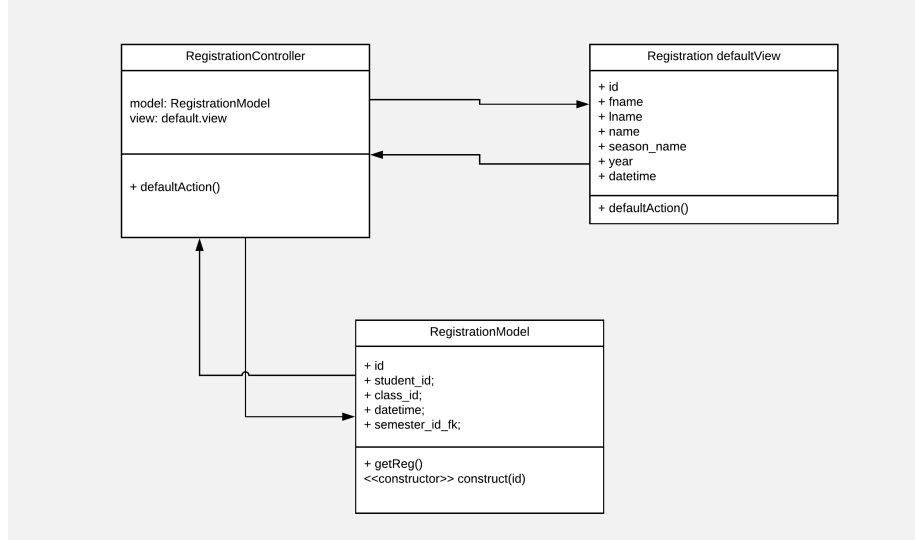 RegistrationController
model: RegistrationModel
view: default.view
+ defaultAction()
Registration defaultView
+ id
+ fname
+ lname
+ name
+ season_name
+ year
+ datetime
+ defaultAction()
RegistrationModel
+ id
+ student_id;
+ class_id;
+ datetime;
+ semester_id_fk;
+ getReg()
<<constructor>> construct(id)